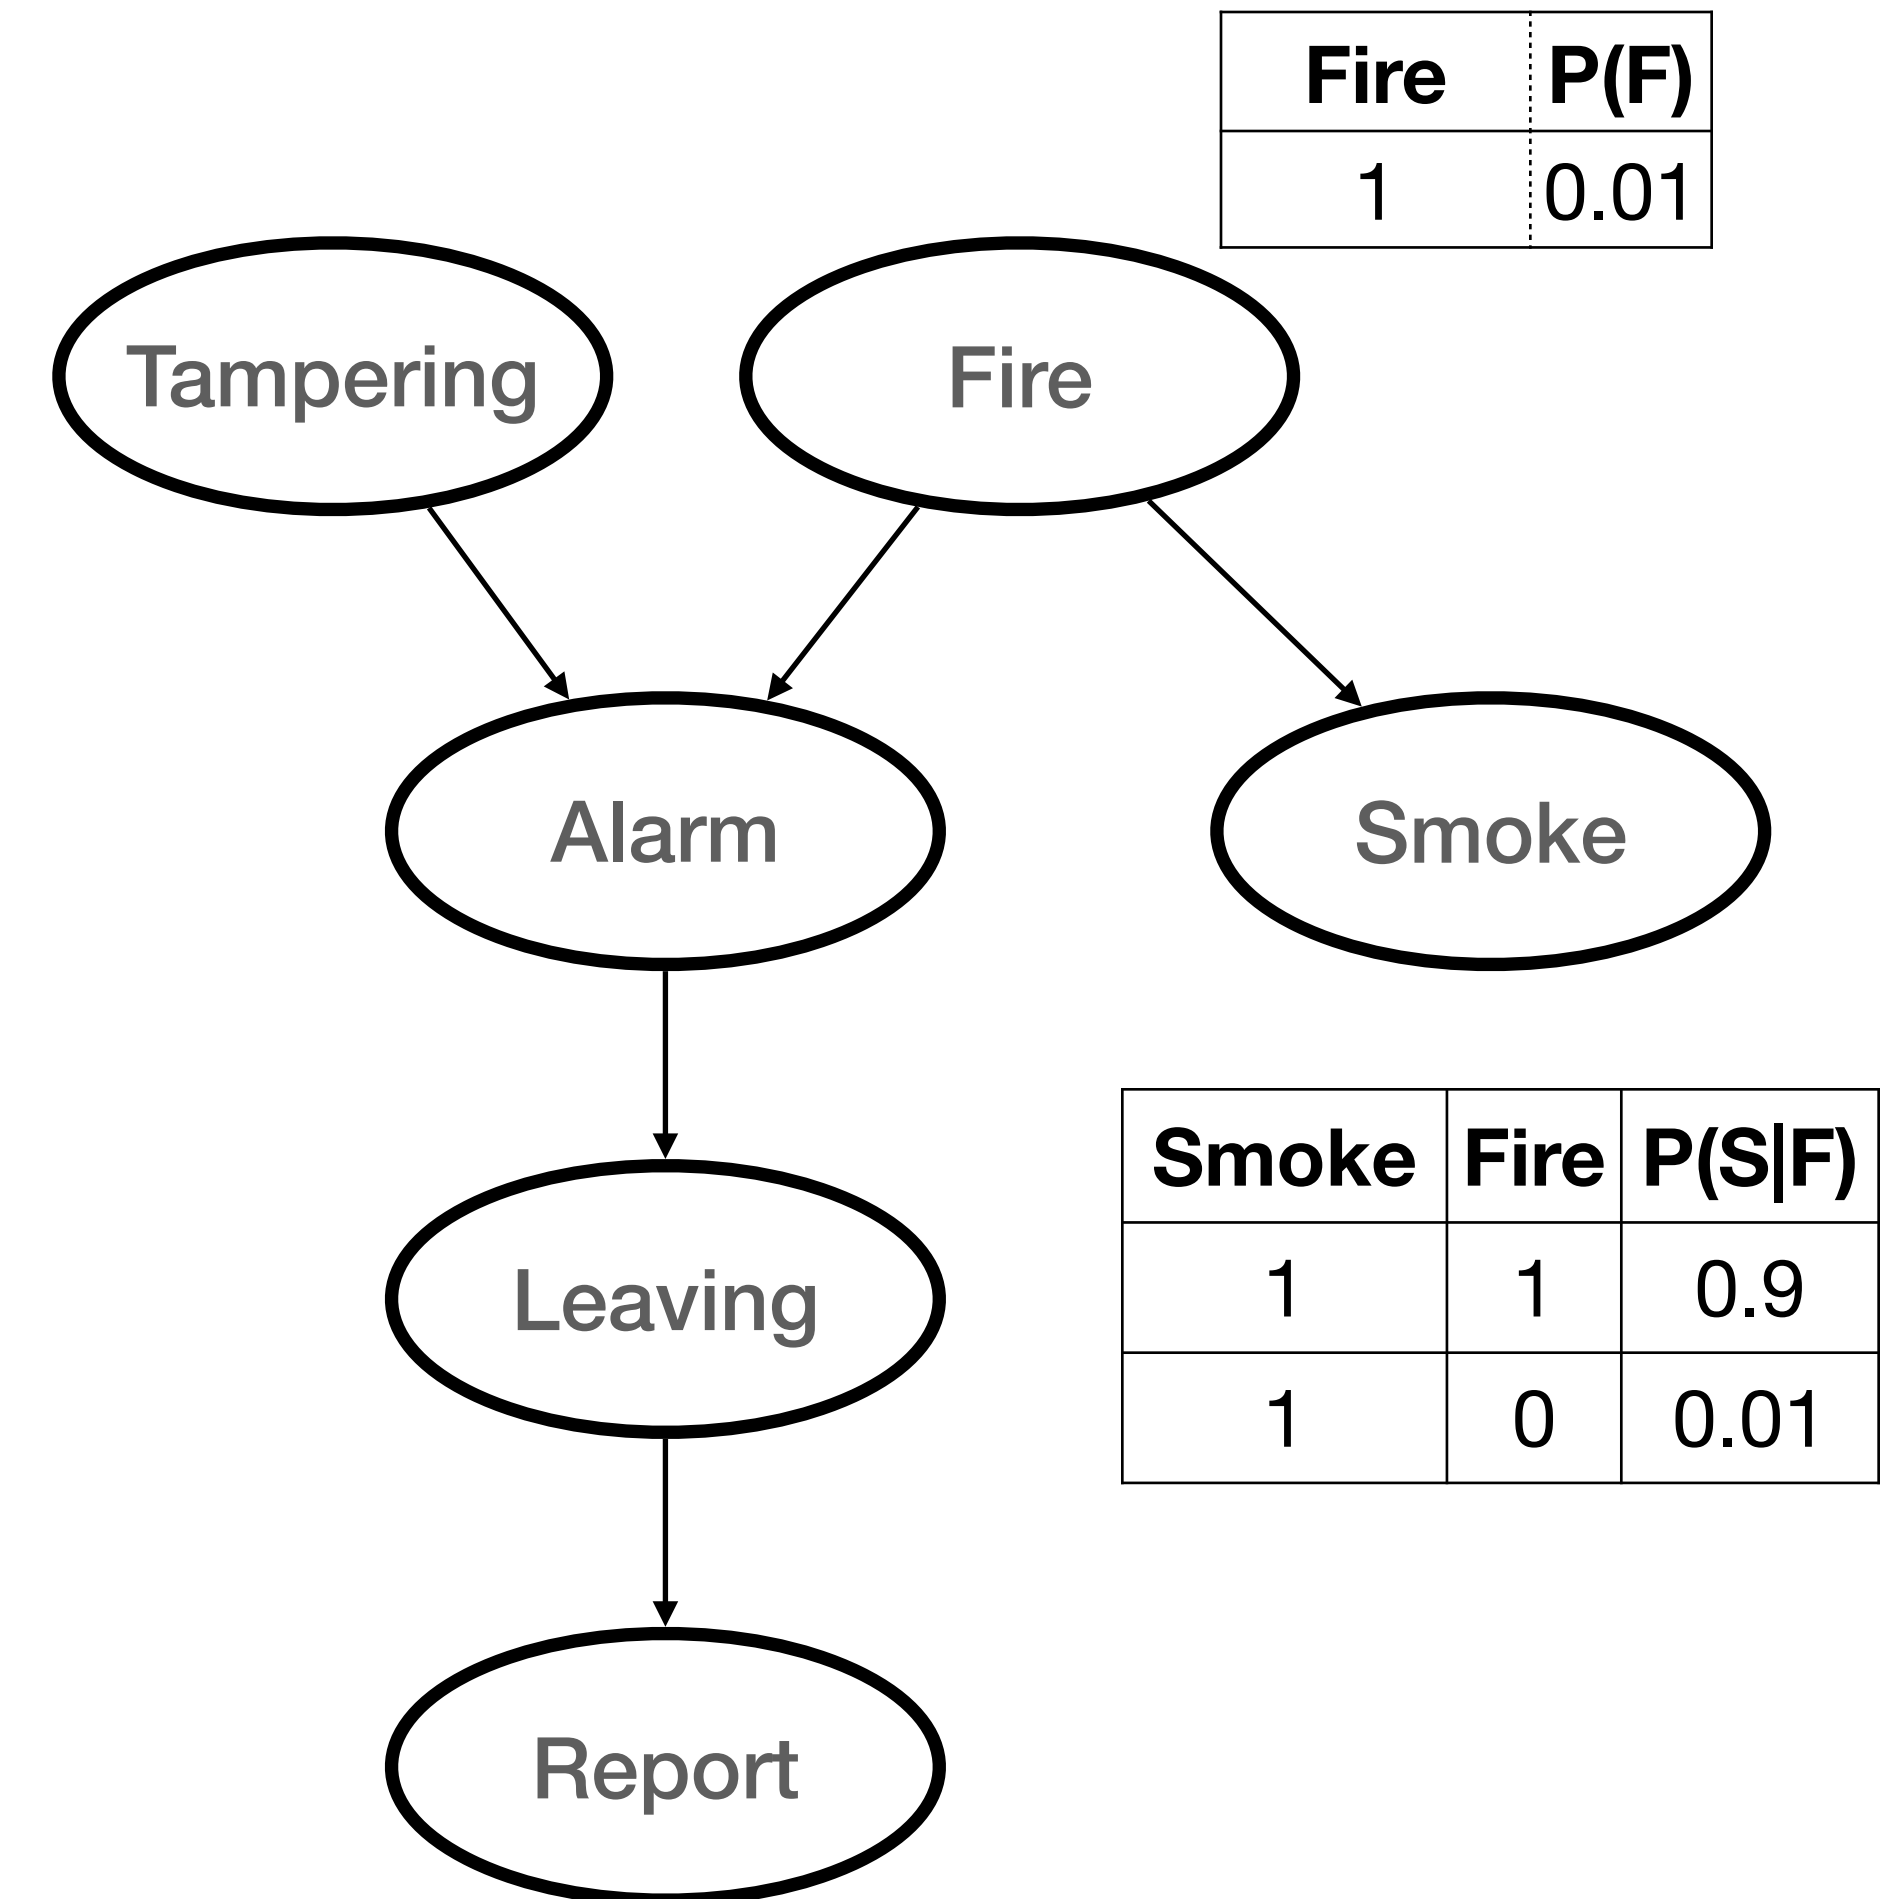 Fire P(F)
1 0.01
Tampering Fire
Alarm Smoke
Smoke Fire P(S|F)
1 1 0.9
1 0 0.01
Leaving
Report